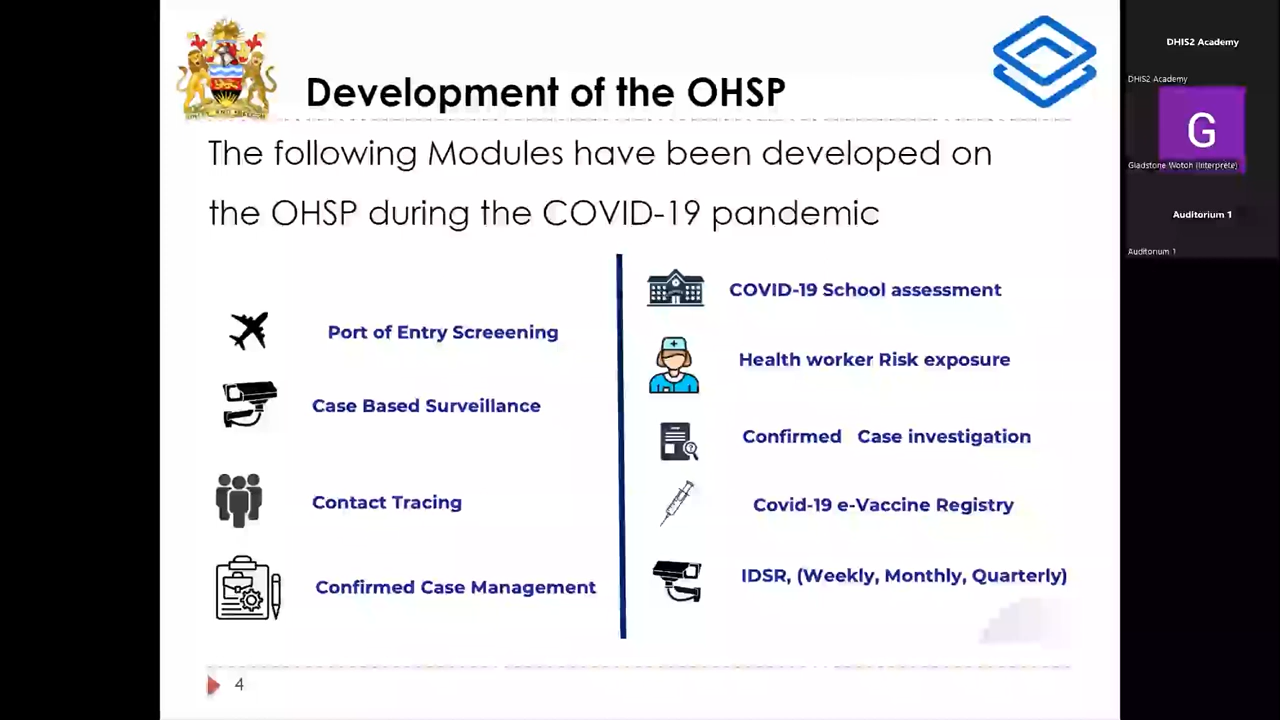 Development of the OHSP
The following Modules have been developed on
the OHSP during the COVID-19 pandemic
Port of Entry Screeening
Case Based Surveillance
Contact Tracing
Confirmed Case Management
COVID-19 School assessment
Health worker Risk exposure
Confirmed Case investigation
Covid-19 e-Vaccine Registry
IDSR, (Weekly, Monthly, Quarterly)
4
DHIS2 Academy
DHIS2 Academy
G
Gladstone Wotoh (Interprète)
Auditorium 1
Auditorium 1